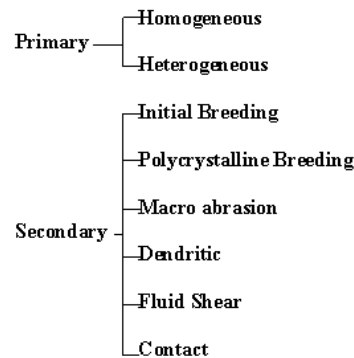 Homogeneous
Primary
Heterogeneous
Initial Breeding
Polycrystalline Breeding
Macro abrasion
Secondary
Dendritic
Fluid Shear
Contact